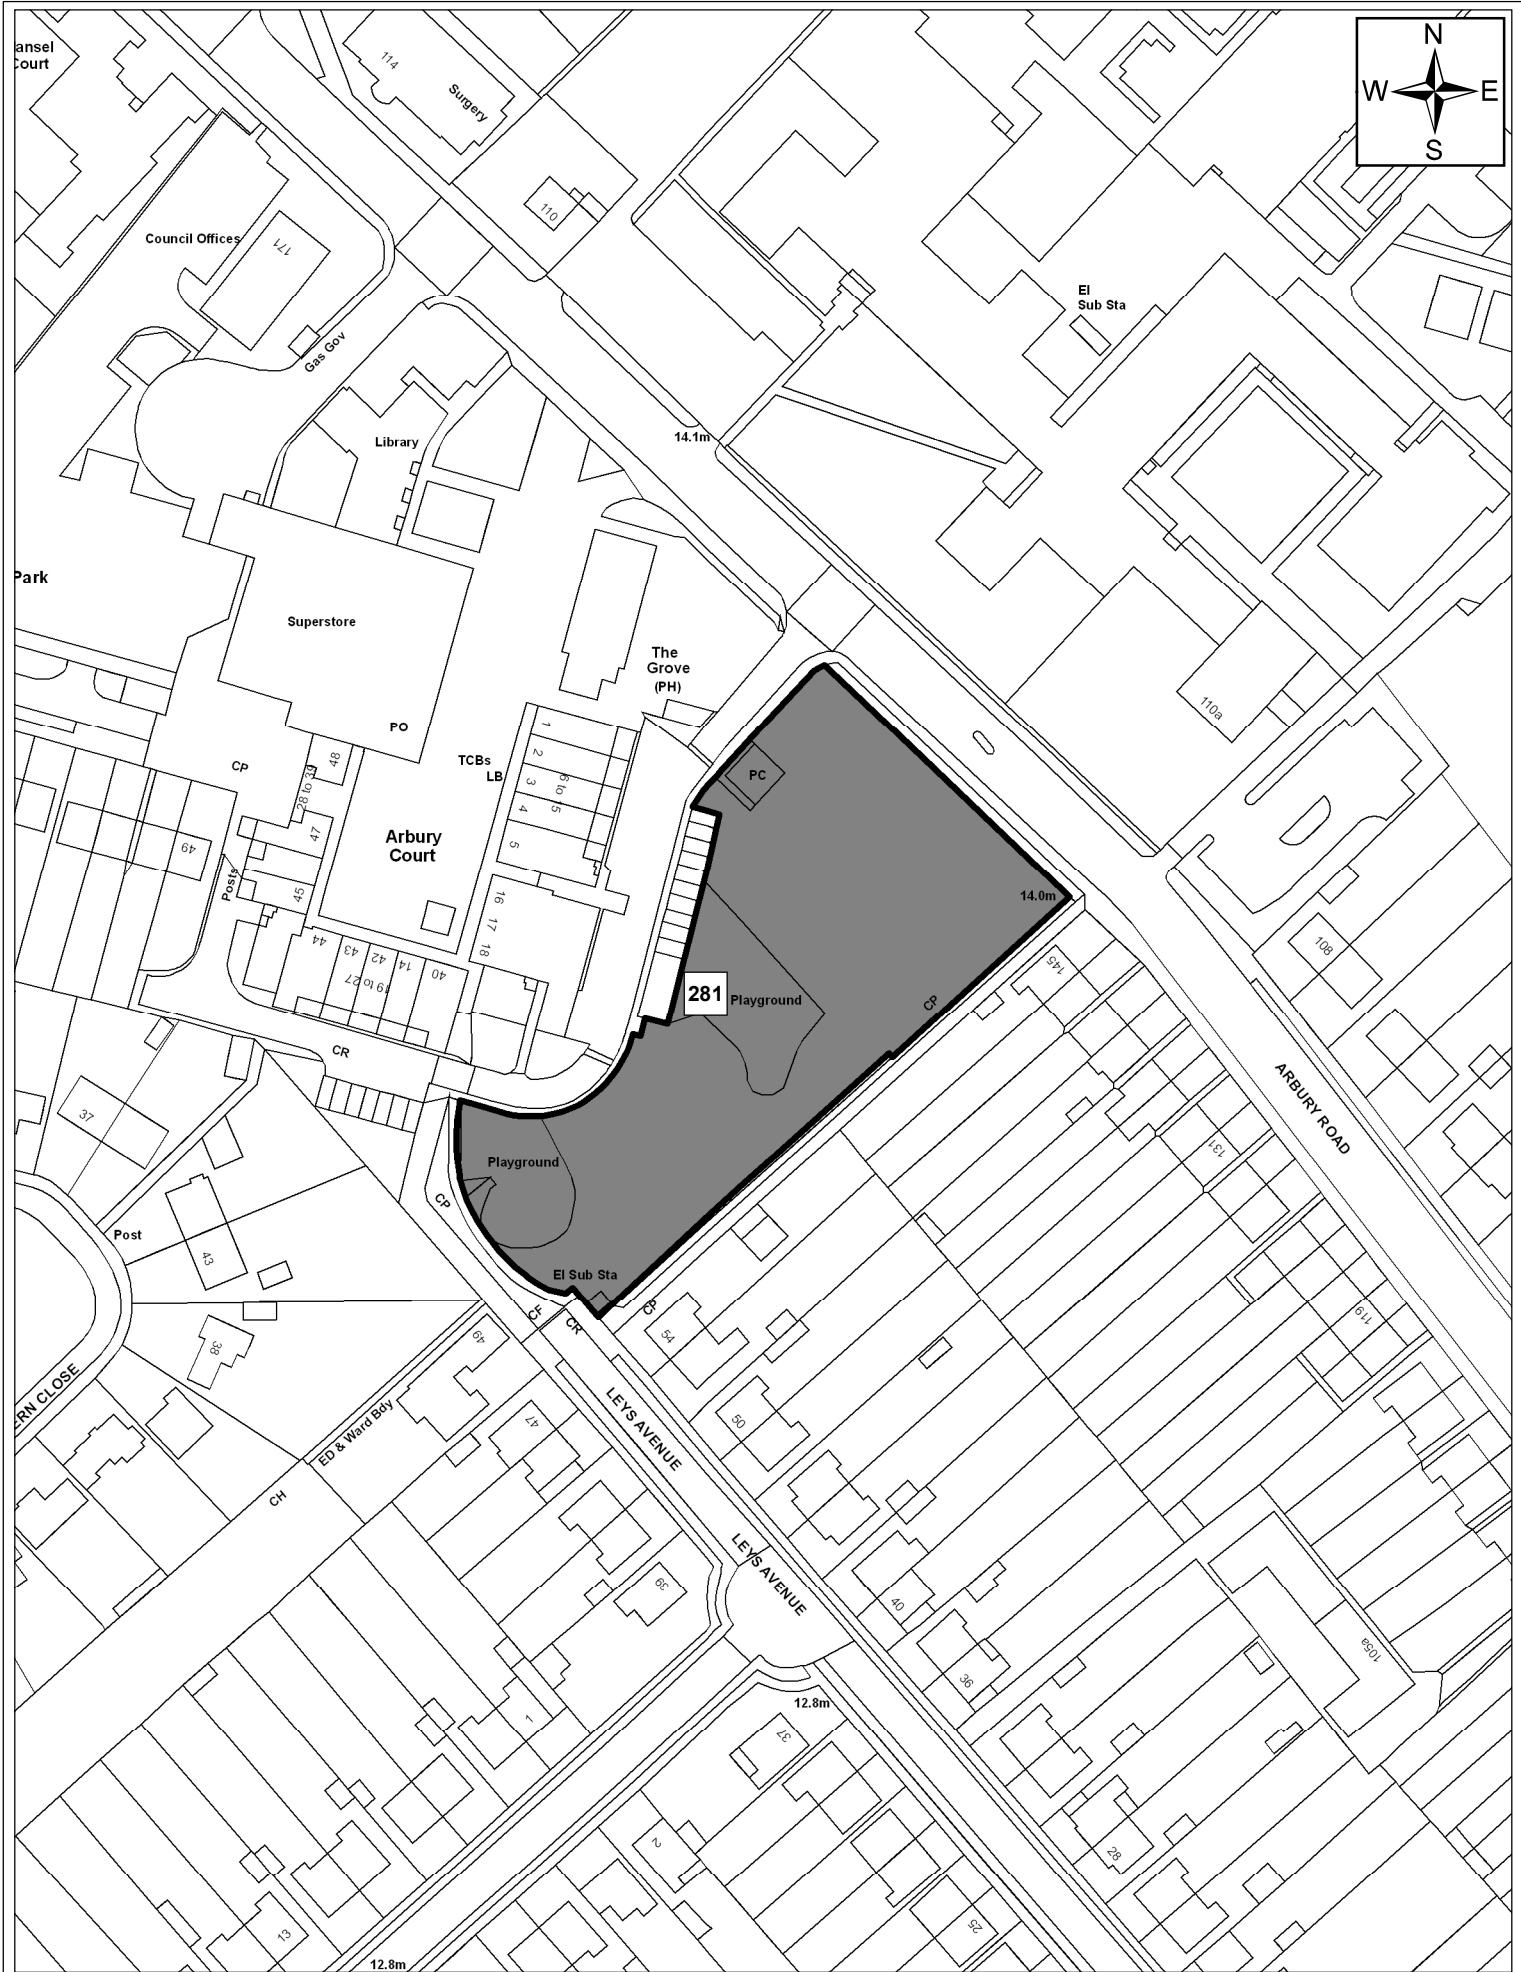 N
W E
S
ansel
Court
114
Surgery
110
Council Offices
171
Gas Gov
El
Sub Sta
Library
14.1m
Park
Superstore
The
Grove
(PH)
PO
TCBs
LB
1
2
3
4
5
6 to 15
CP
48
28 to 39
47
45
Posts
49
Arbury
Court
PC
110a
16
17
18
44
43
42
14
40
19 to 27
14.0m
145
108
281
Playground
CP
CR
37
ARBURY ROAD
131
Playground
CP
Post
43
El Sub Sta
CP
CF
CR
54
119
38
49
ERN CLOSE
ED & Ward Bdy
47
50
LEYS AVENUE
CH
LEYS AVENUE
39
40
105a
36
1
12.8m
37
2
28
25
13
12.8m